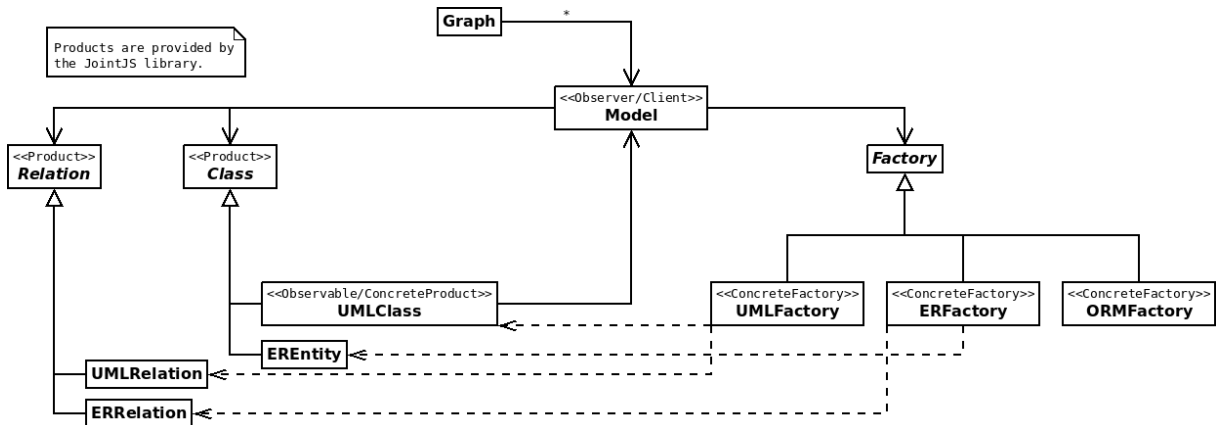 Graph
*
Products are provided by
the JointJS library.
<<Observer/Client>>
Model
<<Product>>
Relation
<<Product>>
Class
Factory
<<Observable/ConcreteProduct>>
UMLClass
<<ConcreteFactory>>
UMLFactory
<<ConcreteFactory>>
ERFactory
<<ConcreteFactory>>
ORMFactory
EREntity
UMLRelation
ERRelation